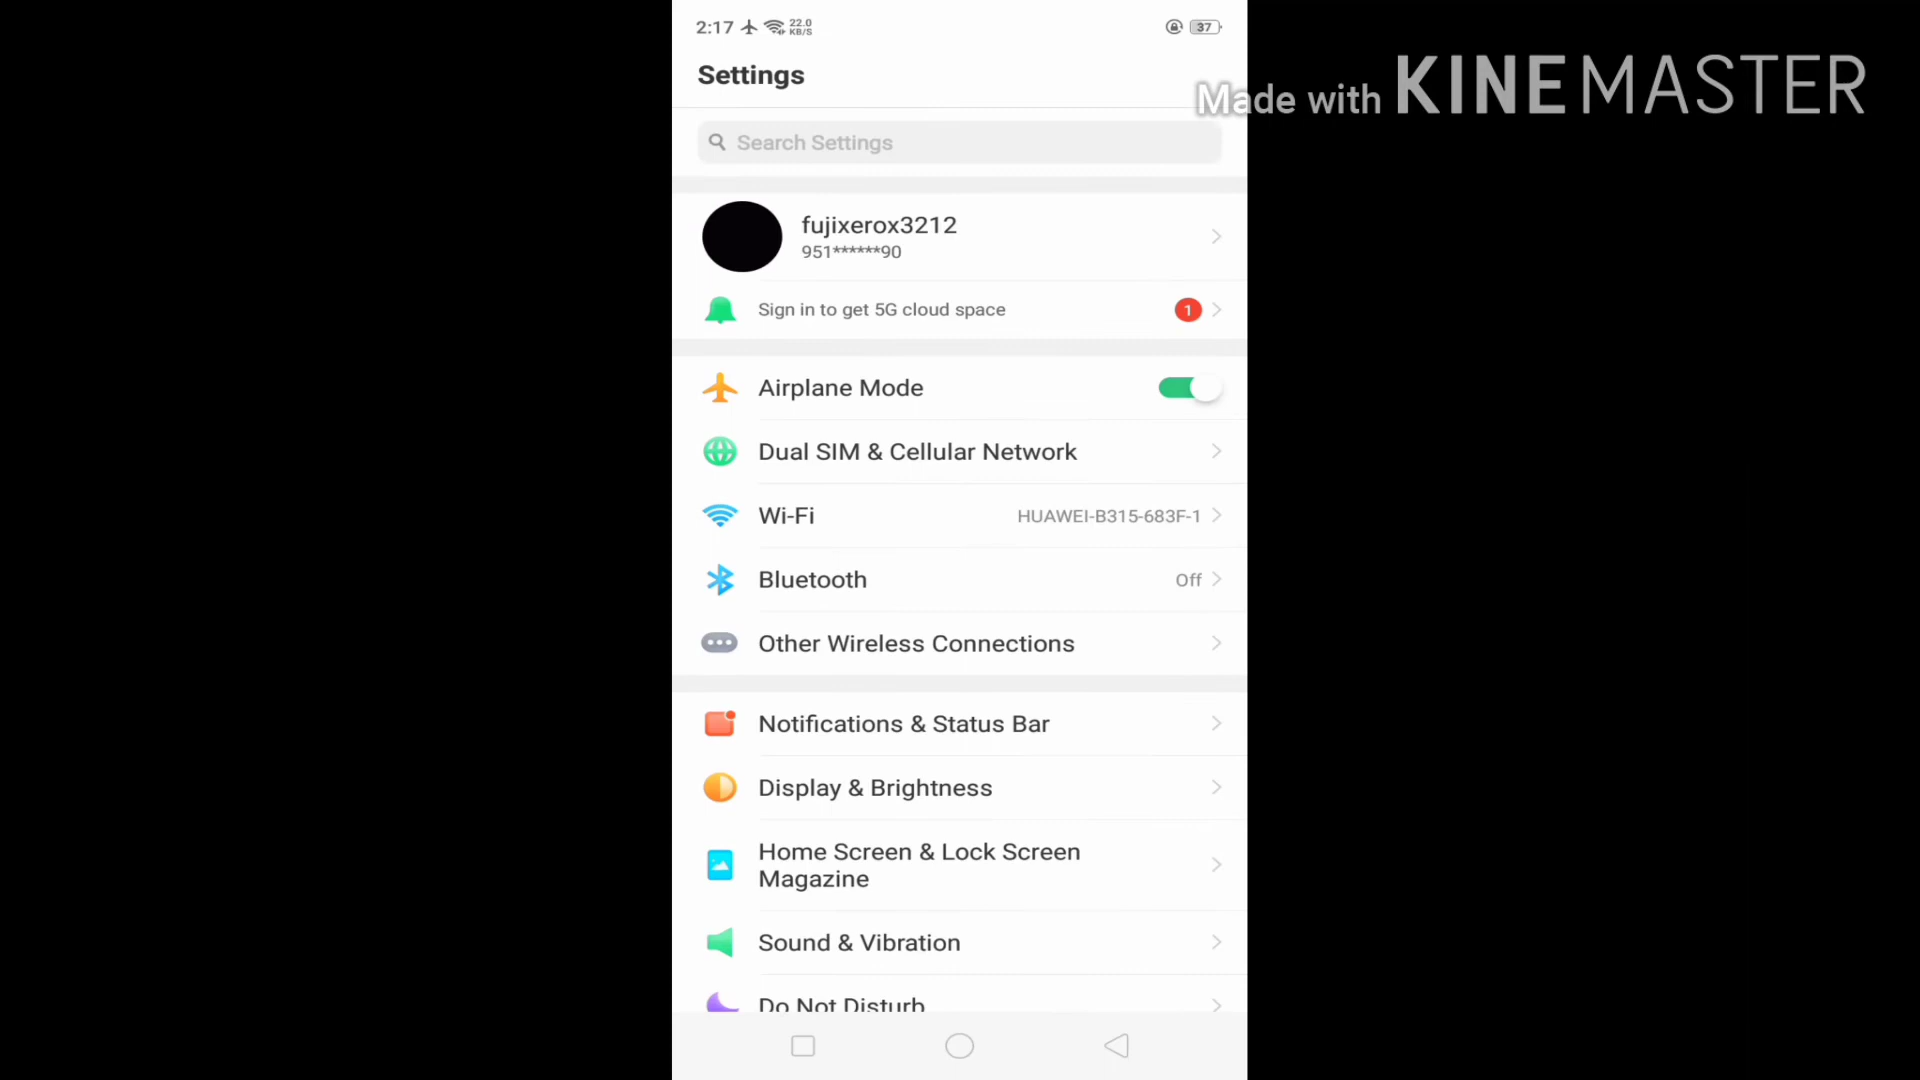 2:17 22.0 KB/S 37
Settings
Made with KINEMASTER
Search Settings
fujixerox3212
951******90
Sign in to get 5G cloud space 1
Airplane Mode
Dual SIM & Cellular Network
Wi-Fi HUAWEI-B315-683F-1
Bluetooth Off
Other Wireless Connections
Notifications & Status Bar
Display & Brightness
Home Screen & Lock Screen
Magazine
Sound & Vibration
Do Not Disturb